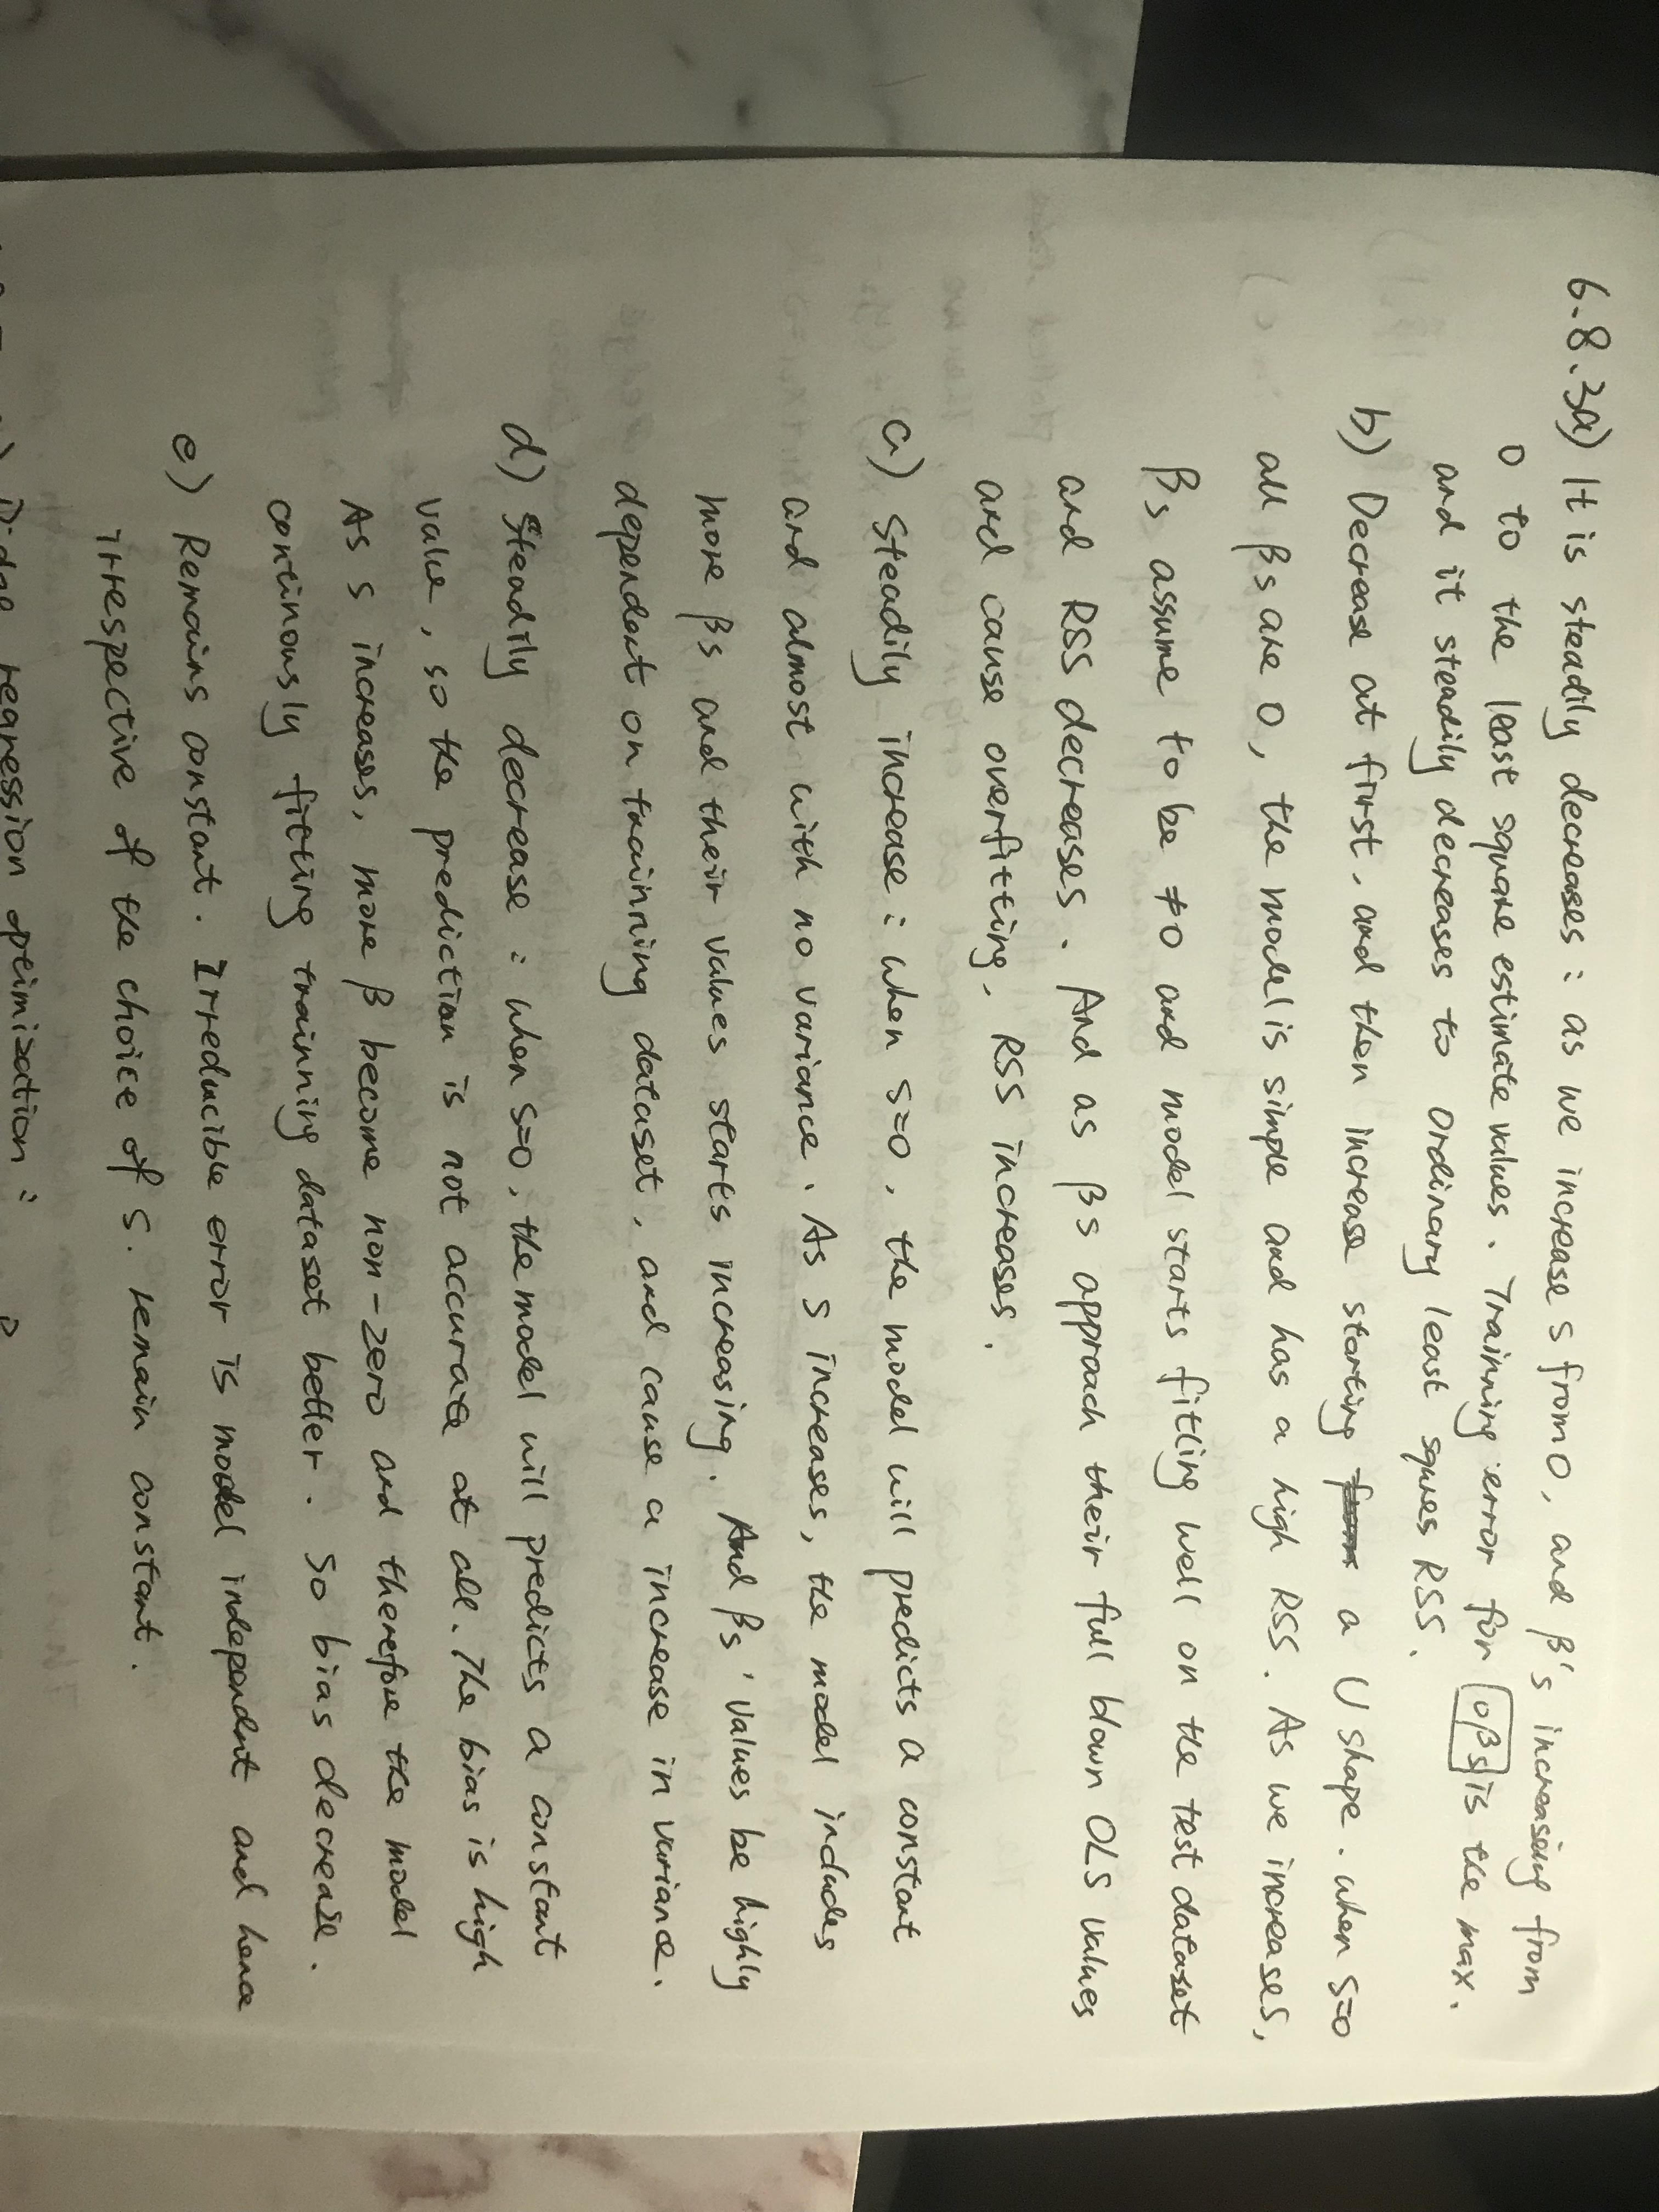 6.8.3a) It is steadily decreases : as we increase s from 0, and β's increasing from
0 to the least square estimate values. Trainning error for 0βs is the max.
and it steadily decreases to Ordinary least squres RSS.
b) Decrease at first, and then increase starting a U shape. when s=0
all βs are 0, the model is simple and has a high RSS. As we increases,
βs assume to be ≠0 and model starts fitting well on the test dataset
and RSS decreases. And as βs approach their full blown OLS values
and cause overfitting, RSS increases.
c) Steadily increase : when s=0, the model will predicts a constant
and almost with no variance. As s increases, the model includes
more βs and their values starts increasing. And βs' values be highly
dependent on trainning dataset, and cause a increase in variance.
d) Steadily decrease : when s=0, the model will predicts a constant
value, so the prediction is not accurate at all. The bias is high
As s increases, more β become non-zero and therefore the model
continously fitting trainning dataset better. So bias decrease.
e) Remains constant. Irreducible error is model independent and hence
irrespective of the choice of s. remain constant.
ridge regression optimization :